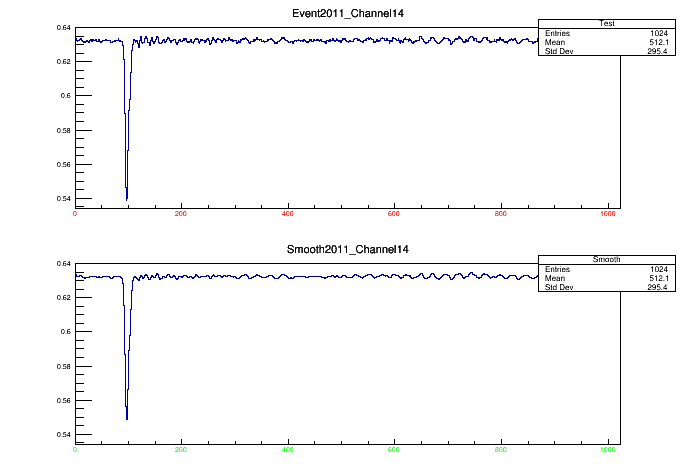 Event2011_Channel14
Test
Entries 1024
Mean 512.1
Std Dev 295.4
0.64
0.62
0.6
0.58
0.56
0.54
0 200 400 600 800 1000
Smooth2011_Channel14
Smooth
Entries 1024
Mean 512.1
Std Dev 295.4
0.64
0.62
0.6
0.58
0.56
0.54
0 200 400 600 800 1000